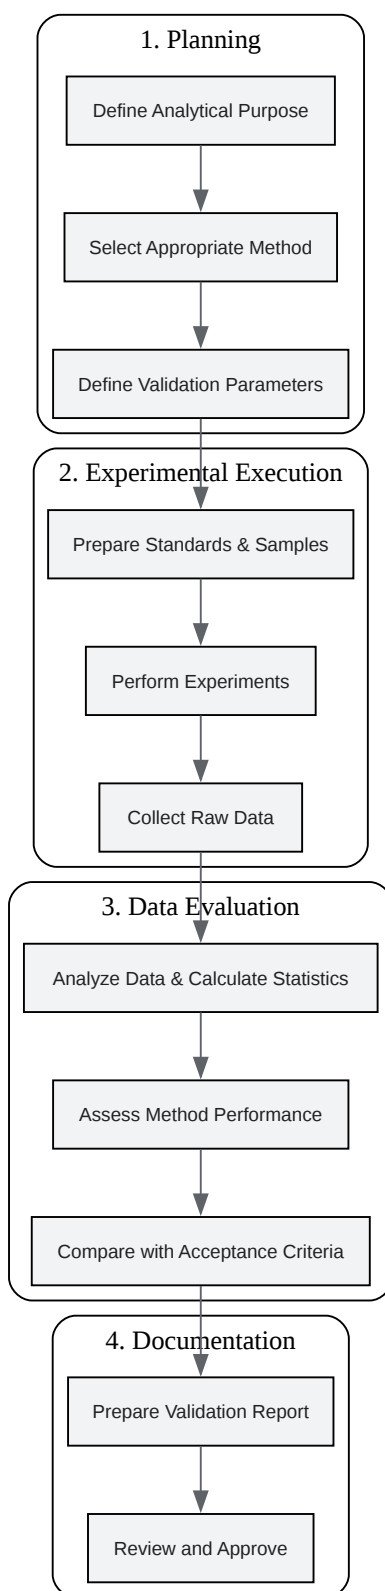 1. Planning
Define Analytical Purpose
Select Appropriate Method
Define Validation Parameters
2. Experimental Execution
Prepare Standards & Samples
Perform Experiments
Collect Raw Data
3. Data Evaluation
Analyze Data & Calculate Statistics
Assess Method Performance
Compare with Acceptance Criteria
4. Documentation
Prepare Validation Report
Review and Approve